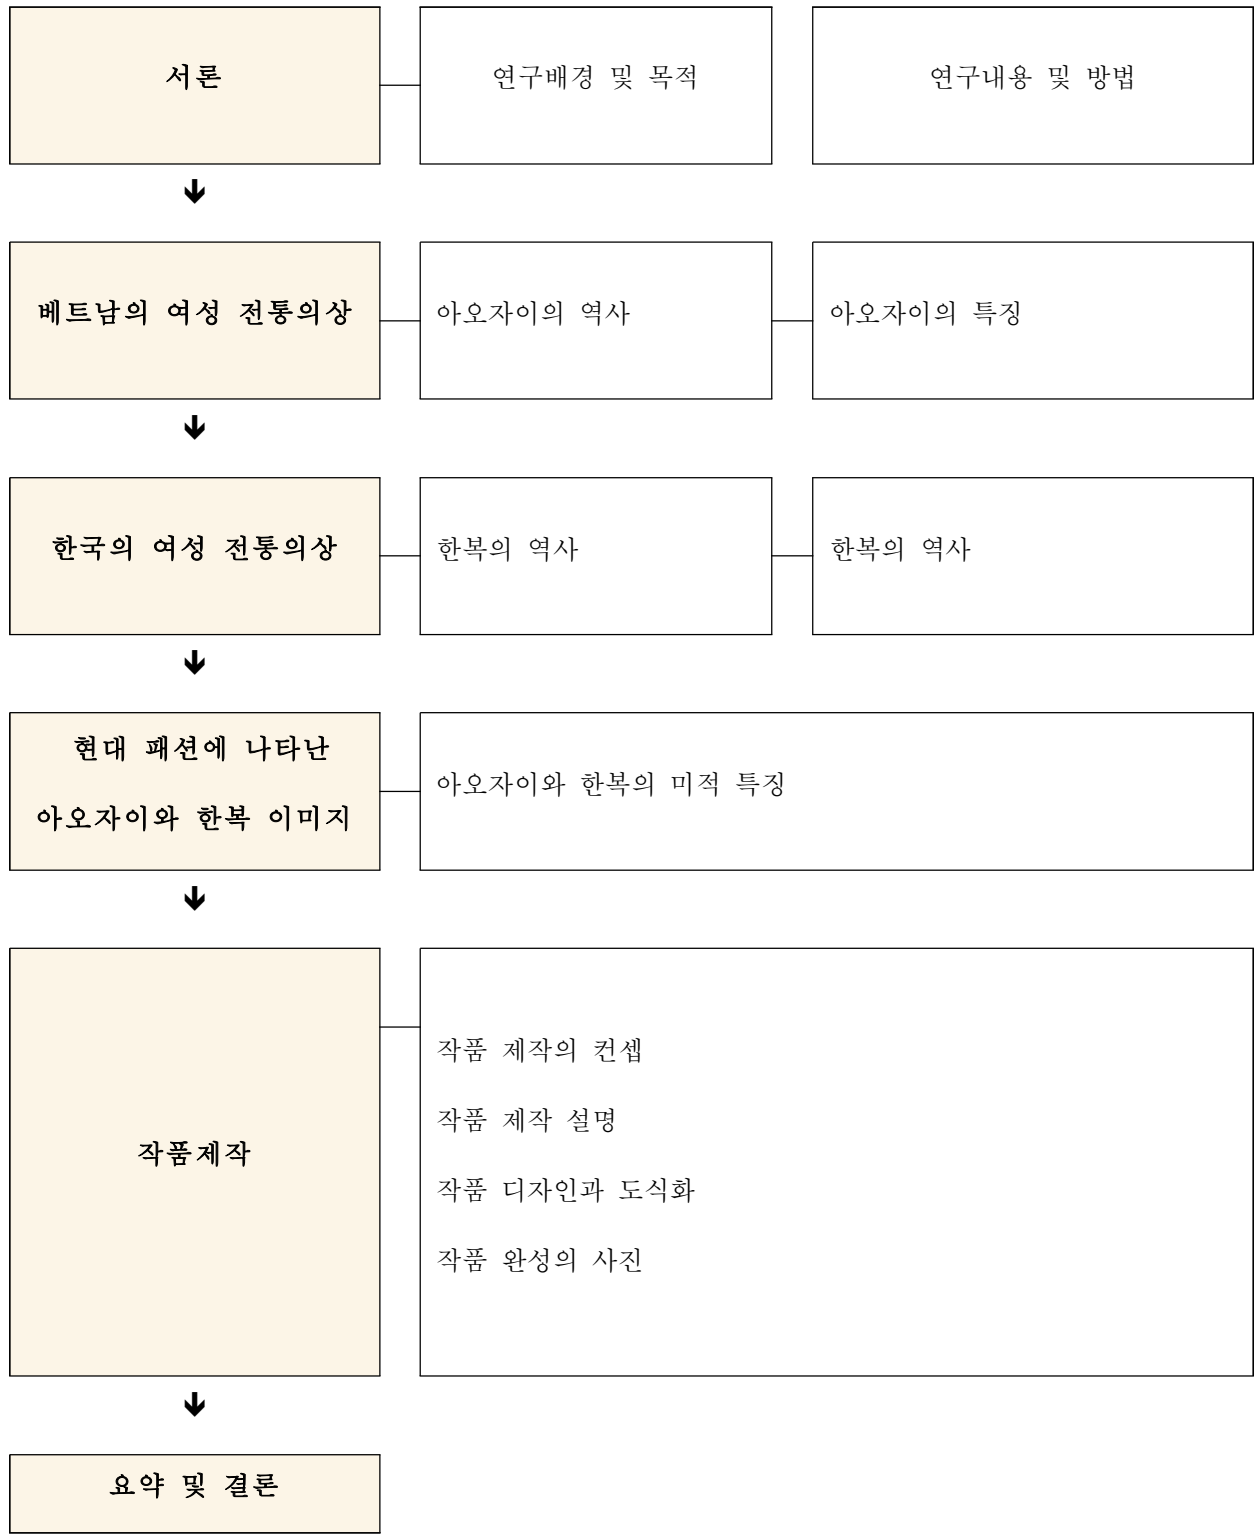 서론
연구배경 및 목적
연구내용 및 방법
베트남의 여성 전통의상
아오자이의 역사
아오자이의 특징
한국의 여성 전통의상
한복의 역사
한복의 역사
현대 패션에 나타난
아오자이와 한복 이미지
아오자이와 한복의 미적 특징
작품제작
작품 제작의 컨셉
작품 제작 설명
작품 디자인과 도식화
작품 완성의 사진
요약 및 결론